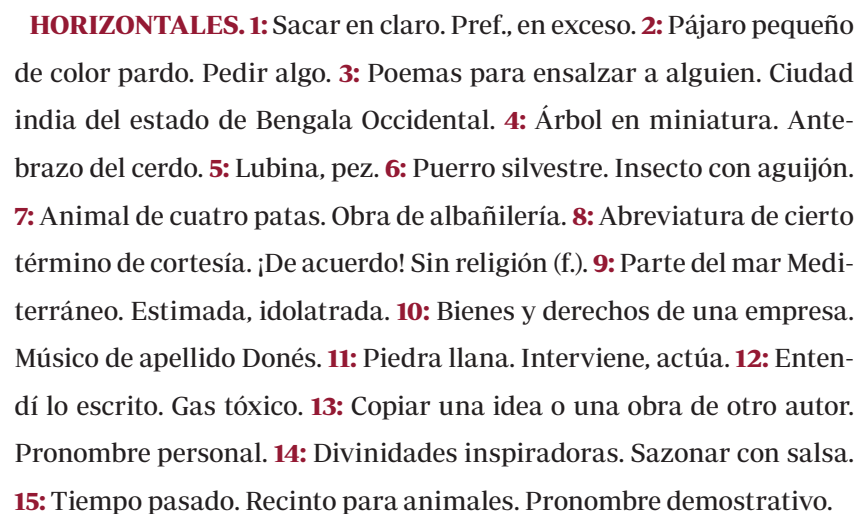 HORIZONTALES. 1: Sacar en claro. Pref., en exceso. 2: Pájaro pequeño
de color pardo. Pedir algo. 3: Poemas para ensalzar a alguien. Ciudad
india del estado de Bengala Occidental. 4: Árbol en miniatura. Ante-
brazo del cerdo. 5: Lubina, pez. 6: Puerro silvestre. Insecto con aguijón.
7: Animal de cuatro patas. Obra de albañilería. 8: Abreviatura de cierto
término de cortesía. ¡De acuerdo! Sin religión (f.). 9: Parte del mar Medi-
terráneo. Estimada, idolatrada. 10: Bienes y derechos de una empresa.
Músico de apellido Donés. 11: Piedra llana. Interviene, actúa. 12: Enten-
dí lo escrito. Gas tóxico. 13: Copiar una idea o una obra de otro autor.
Pronombre personal. 14: Divinidades inspiradoras. Sazonar con salsa.
15: Tiempo pasado. Recinto para animales. Pronombre demostrativo.